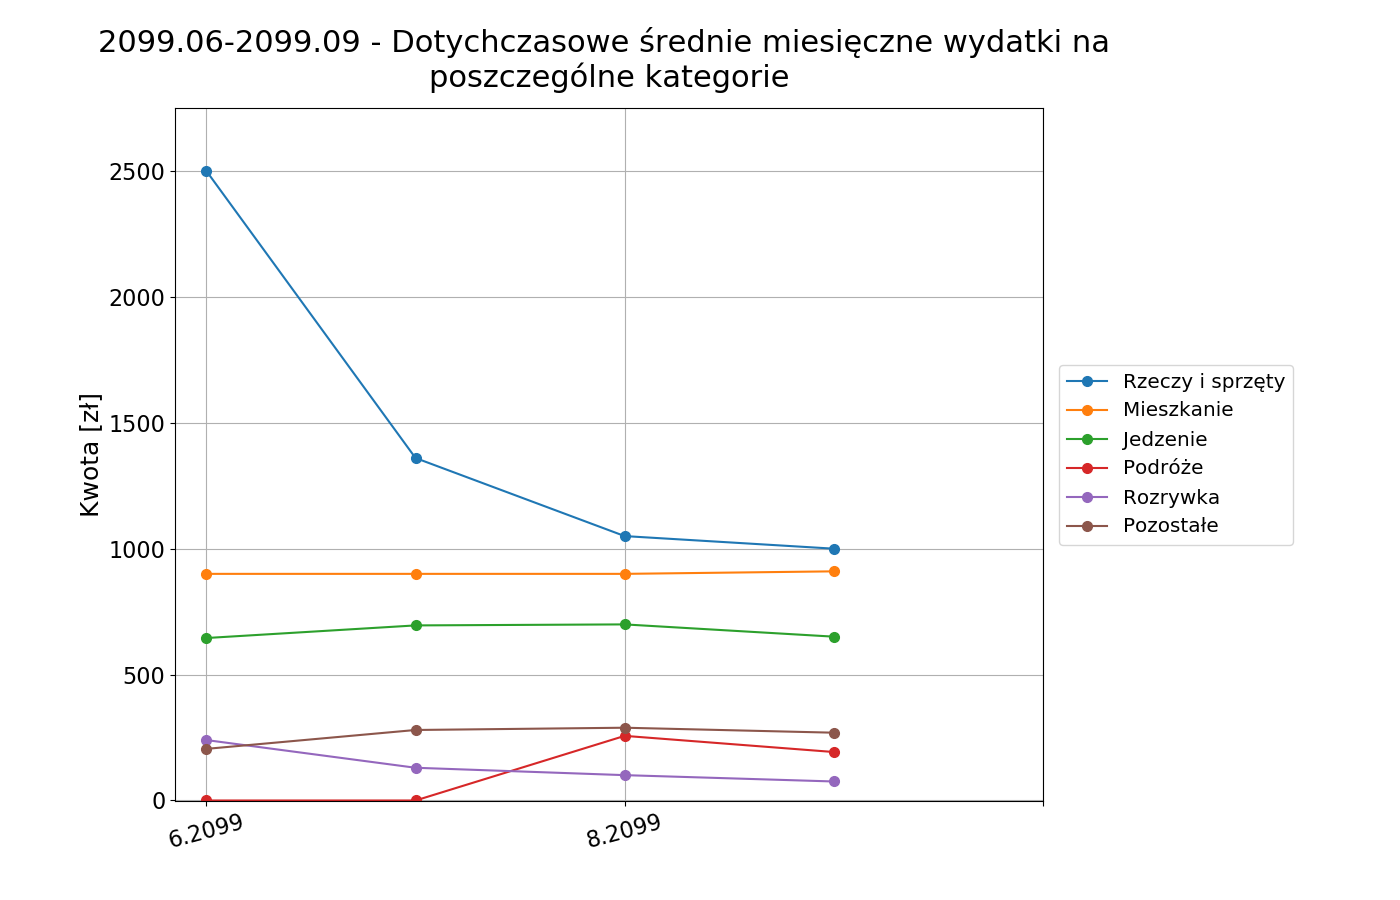 2099.06-2099.09 - Dotychczasowe średnie miesięczne wydatki na
poszczególne kategorie
Kwota [zł]
2500
2000
1500
1000
500
0
6.2099
8.2099
Rzeczy i sprzęty
Mieszkanie
Jedzenie
Podróże
Rozrywka
Pozostałe